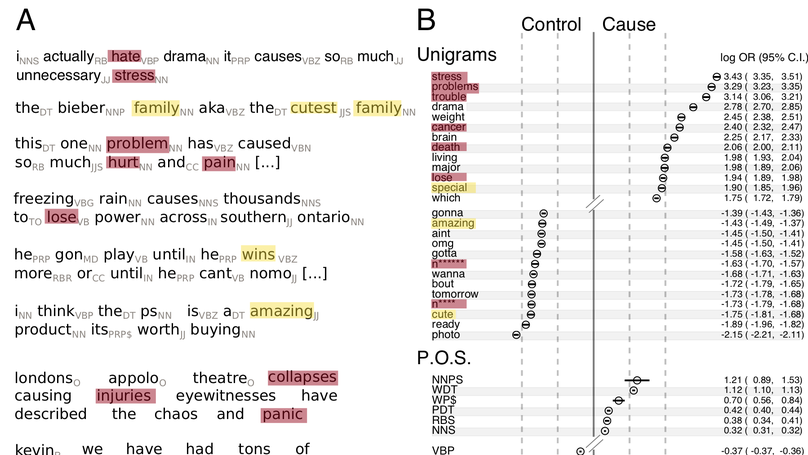 A
i NNS actually RB hate VBP drama NN it PRP causes VBZ so RB much JJ
unnecessary JJ stress NN
the DT bieber NNP family NN aka VBZ the DT cutest JJS family NN
this DT one NN problem NN has VBZ caused VBN
so RB much JJS hurt NN and CC pain NN [...]
freezing VBG rain NN causes NNS thousands NNS
to TO lose VB power NN across IN southern JJ ontario NN
he PRP gon MD play VB until IN he PRP wins VBZ
more RBR or CC until IN he PRP cant VB nomo JJ [...]
i NN think VBP the DT ps NN is VBZ a DT amazing JJ
product NN its PRP$ worth JJ buying NN
londons O appolo O theatre O collapses
causing injuries eyewitnesses have
described the chaos and panic
kevin we have had tons of
B
Control Cause
Unigrams log OR (95% C.I.)
stress 3.43 ( 3.35, 3.51)
problems 3.29 ( 3.23, 3.35)
trouble 3.14 ( 3.06, 3.21)
drama 2.78 ( 2.70, 2.85)
weight 2.45 ( 2.38, 2.51)
cancer 2.40 ( 2.32, 2.47)
brain 2.25 ( 2.17, 2.33)
death 2.06 ( 2.00, 2.11)
living 1.98 ( 1.93, 2.04)
major 1.98 ( 1.89, 2.06)
lose 1.94 ( 1.89, 1.98)
special 1.90 ( 1.85, 1.96)
which 1.75 ( 1.72, 1.79)
gonna -1.39 (-1.43, -1.36)
amazing -1.43 (-1.49, -1.37)
aint -1.45 (-1.50, -1.41)
omg -1.45 (-1.50, -1.41)
gotta -1.58 (-1.63, -1.52)
n****** -1.63 (-1.70, -1.57)
wanna -1.68 (-1.71, -1.63)
bout -1.72 (-1.79, -1.65)
tomorrow -1.73 (-1.78, -1.68)
n**** -1.73 (-1.79, -1.68)
cute -1.75 (-1.81, -1.68)
ready -1.89 (-1.96, -1.82)
photo -2.15 (-2.21, -2.11)
P.O.S.
NNPS 1.21 ( 0.89, 1.53)
WDT 1.12 ( 1.10, 1.13)
WP$ 0.70 ( 0.56, 0.84)
PDT 0.42 ( 0.40, 0.44)
RBS 0.38 ( 0.34, 0.41)
NNS 0.32 ( 0.31, 0.32)
VBP -0.37 (-0.37, -0.36)